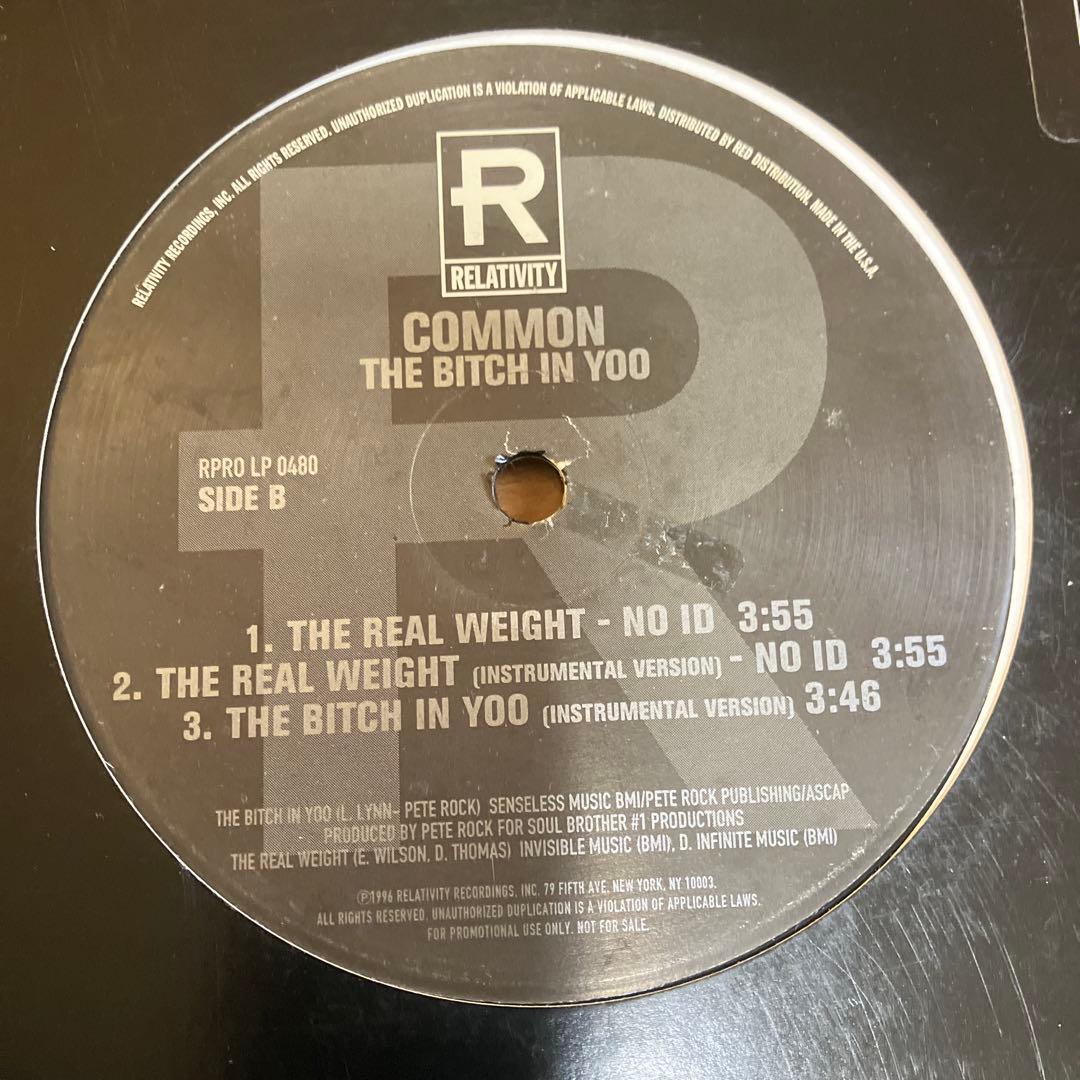 RELATIVITY RECORDINGS, INC. ALL RIGHTS RESERVED. UNAUTHORIZED DUPLICATION IS A VIOLATION OF APPLICABLE LAWS. DISTRIBUTED BY RED DISTRIBUTION. MADE IN THE U.S.A.
R
RELATIVITY
COMMON
THE BITCH IN YOO
RPRO LP 0480
SIDE B
1. THE REAL WEIGHT - NO ID 3:55
2. THE REAL WEIGHT (INSTRUMENTAL VERSION) - NO ID 3:55
3. THE BITCH IN YOO (INSTRUMENTAL VERSION) 3:46
THE BITCH IN YOO (L. LYNN- PETE ROCK) SENSELESS MUSIC BMI/PETE ROCK PUBLISHING/ASCAP
PRODUCED BY PETE ROCK FOR SOUL BROTHER #1 PRODUCTIONS
THE REAL WEIGHT (E. WILSON, D. THOMAS) INVISIBLE MUSIC (BMI), D. INFINITE MUSIC (BMI)
℗1996 RELATIVITY RECORDINGS, INC. 79 FIFTH AVE. NEW YORK, NY 10003.
ALL RIGHTS RESERVED. UNAUTHORIZED DUPLICATION IS A VIOLATION OF APPLICABLE LAWS.
FOR PROMOTIONAL USE ONLY. NOT FOR SALE.